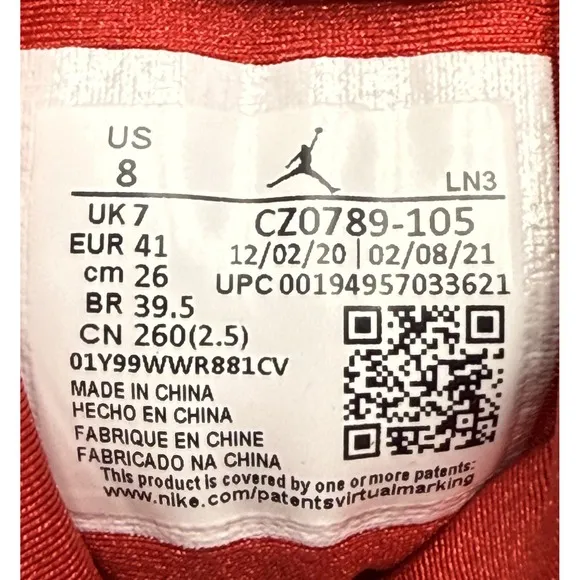 US
8
LN3
UK 7
EUR 41
cm 26
BR 39.5
CN 260(2.5)
CZ0789-105
12/02/20 | 02/08/21
UPC 00194957033621
01Y99WWR881CV
MADE IN CHINA
HECHO EN CHINA
FABRIQUE EN CHINE
FABRICADO NA CHINA
This product is covered by one or more patents:
www.nike.com/patentsvirtualmarking